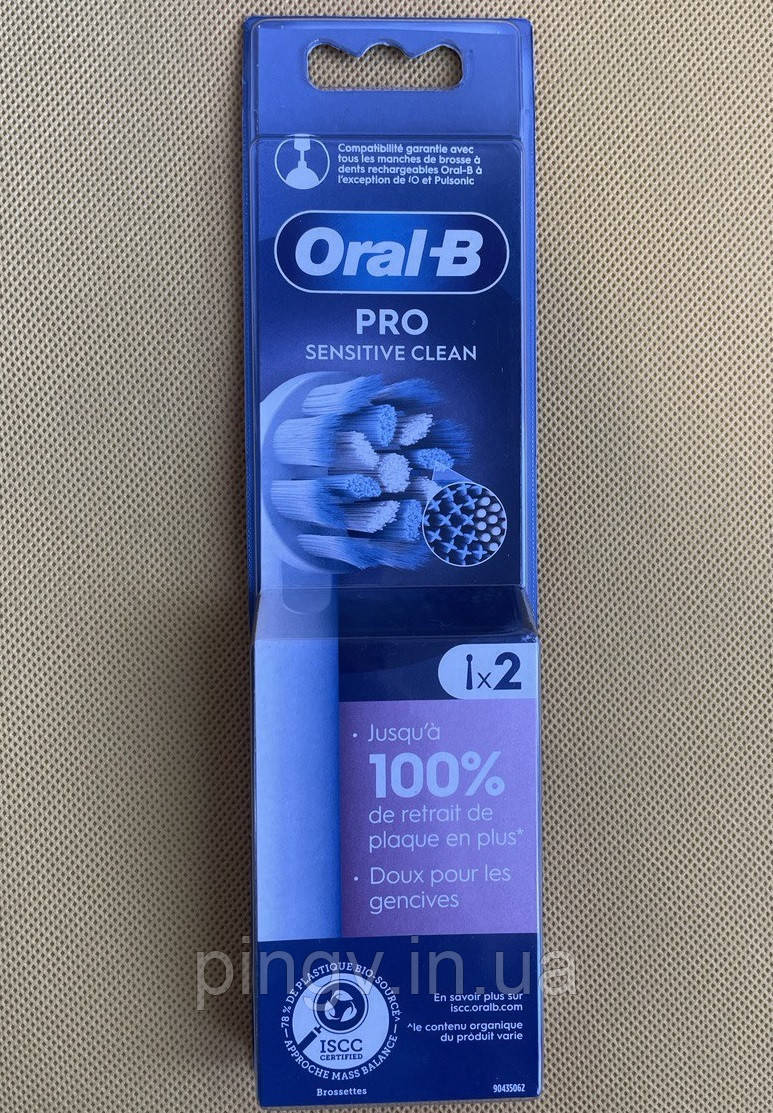 Compatibilité garantie avec
tous les manches de brosse à
dents rechargeables Oral-B à
l'exception de iO et Pulsonic
Oral-B
PRO
SENSITIVE CLEAN
x2
• Jusqu'à
100%
de retrait de
plaque en plus*
• Doux pour les
gencives
pingv.in.ua
78 % DE PLASTIQUE BIO-SOURCÉ^
ISCC
CERTIFIED
APPROCHE MASS BALANCE
En savoir plus sur
iscc.oralb.com
^le contenu organique
du produit varie
Brossettes
90435062